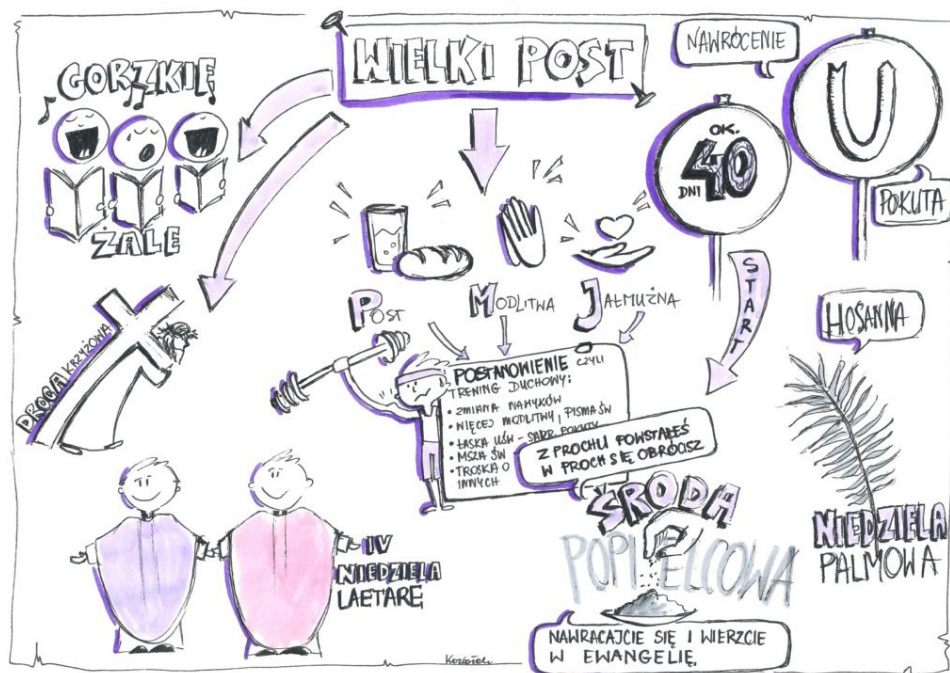 WIELKI POST
GORZKIE
ŻALE
DROGA KRZYŻOWA
POST
MODLITWA
JAŁMUŻNA
POSTANOWIENIE CZYLI
TRENING DUCHOWY:
• ZMIANA NAWYKÓW
• WIĘCEJ MODLITWY, PISMA ŚW
• ŁASKA UŚW - SAKR. POKUTY
• MSZA ŚW
• TROSKA O
INNYCH
NAWRÓCENIE
U
POKUTA
OK.
40
DNI
START
Z PROCHU POWSTAŁEŚ
W PROCH SIĘ OBRÓCISZ
ŚRODA
POPIELCOWA
NAWRACAJCIE SIĘ I WIERZCIE
W EWANGELIĘ.
HOSANNA
NIEDZIELA
PALMOWA
IV
NIEDZIELA
LAETARE